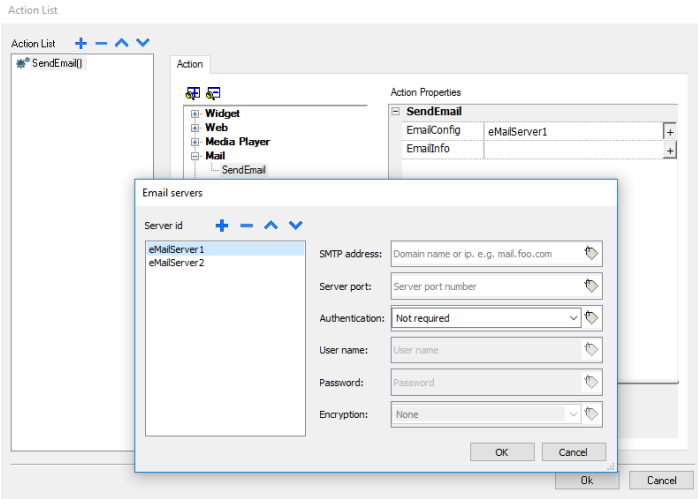 Action List
Action List
SendEmail()
Action
Widget
Web
Media Player
Mail
SendEmail
Action Properties
SendEmail
EmailConfig eMailServer1
EmailInfo
Email servers
Server id
eMailServer1
eMailServer2
SMTP address: Domain name or ip. e.g. mail.foo.com
Server port: Server port number
Authentication: Not required
User name: User name
Password: Password
Encryption: None
OK Cancel
Ok Cancel